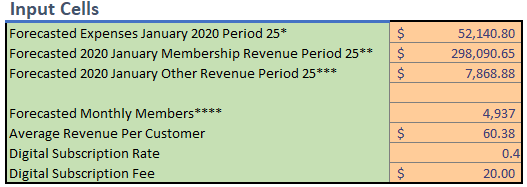 Input Cells
Forecasted Expenses January 2020 Period 25* $ 52,140.80
Forecasted 2020 January Membership Revenue Period 25** $ 298,090.65
Forecasted 2020 January Other Revenue Period 25*** $ 7,868.88
Forecasted Monthly Members**** 4,937
Average Revenue Per Customer $ 60.38
Digital Subscription Rate 0.4
Digital Subscription Fee $ 20.00